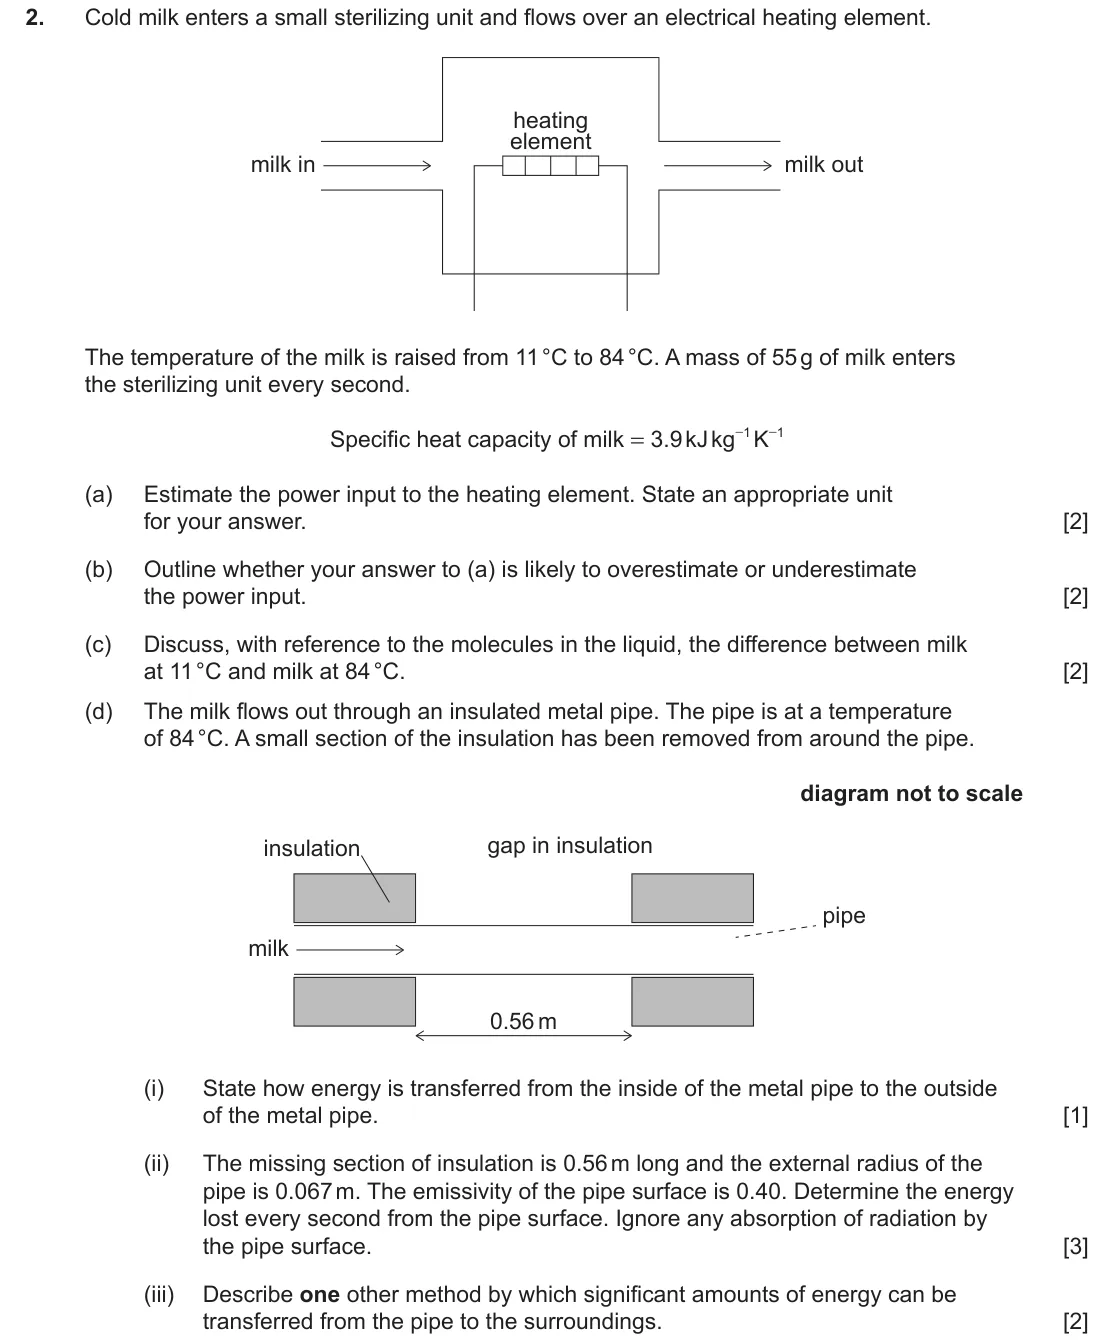 2. Cold milk enters a small sterilizing unit and flows over an electrical heating element.
heating
element
milk in
milk out
The temperature of the milk is raised from 11 °C to 84 °C. A mass of 55 g of milk enters
the sterilizing unit every second.
Specific heat capacity of milk = 3.9 kJ kg⁻¹ K⁻¹
(a) Estimate the power input to the heating element. State an appropriate unit
for your answer. [2]
(b) Outline whether your answer to (a) is likely to overestimate or underestimate
the power input. [2]
(c) Discuss, with reference to the molecules in the liquid, the difference between milk
at 11 °C and milk at 84 °C. [2]
(d) The milk flows out through an insulated metal pipe. The pipe is at a temperature
of 84 °C. A small section of the insulation has been removed from around the pipe.
diagram not to scale
insulation
gap in insulation
pipe
milk
0.56 m
(i) State how energy is transferred from the inside of the metal pipe to the outside
of the metal pipe. [1]
(ii) The missing section of insulation is 0.56 m long and the external radius of the
pipe is 0.067 m. The emissivity of the pipe surface is 0.40. Determine the energy
lost every second from the pipe surface. Ignore any absorption of radiation by
the pipe surface. [3]
(iii) Describe one other method by which significant amounts of energy can be
transferred from the pipe to the surroundings. [2]